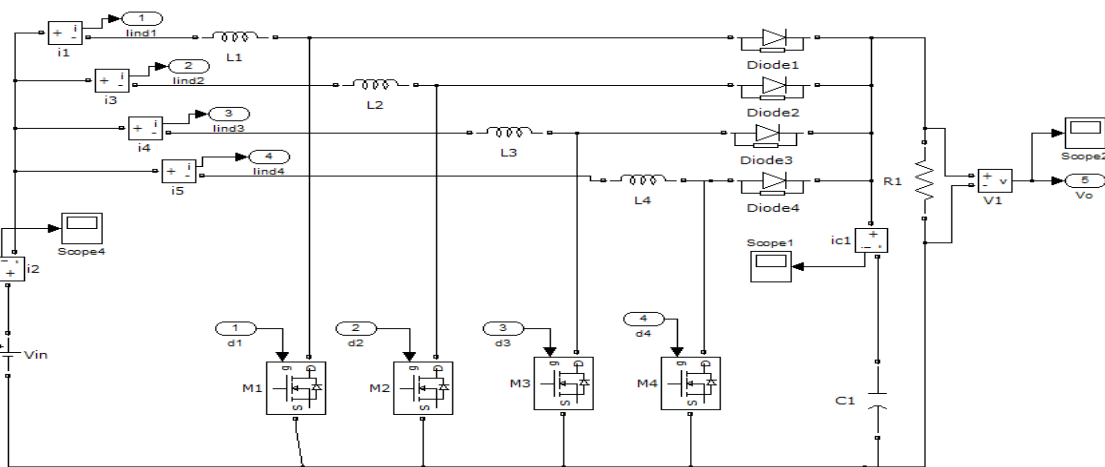 1
i
+
-
Iind1
i1
L1
Diode1
2
i
+
-
Iind2
i3
L2
Diode2
3
i
+
-
Iind3
i4
L3
Diode3
4
i
+
-
Iind4
i5
L4
Diode4
R1
+
-
v
V1
Scope2
5
Vo
Scope4
i2
+
-
Scope1
ic1
+
-
i
Vin
+
1
d1
2
d2
3
d3
4
d4
g
D
S
M1
g
D
S
M2
g
D
S
M3
g
D
S
M4
C1